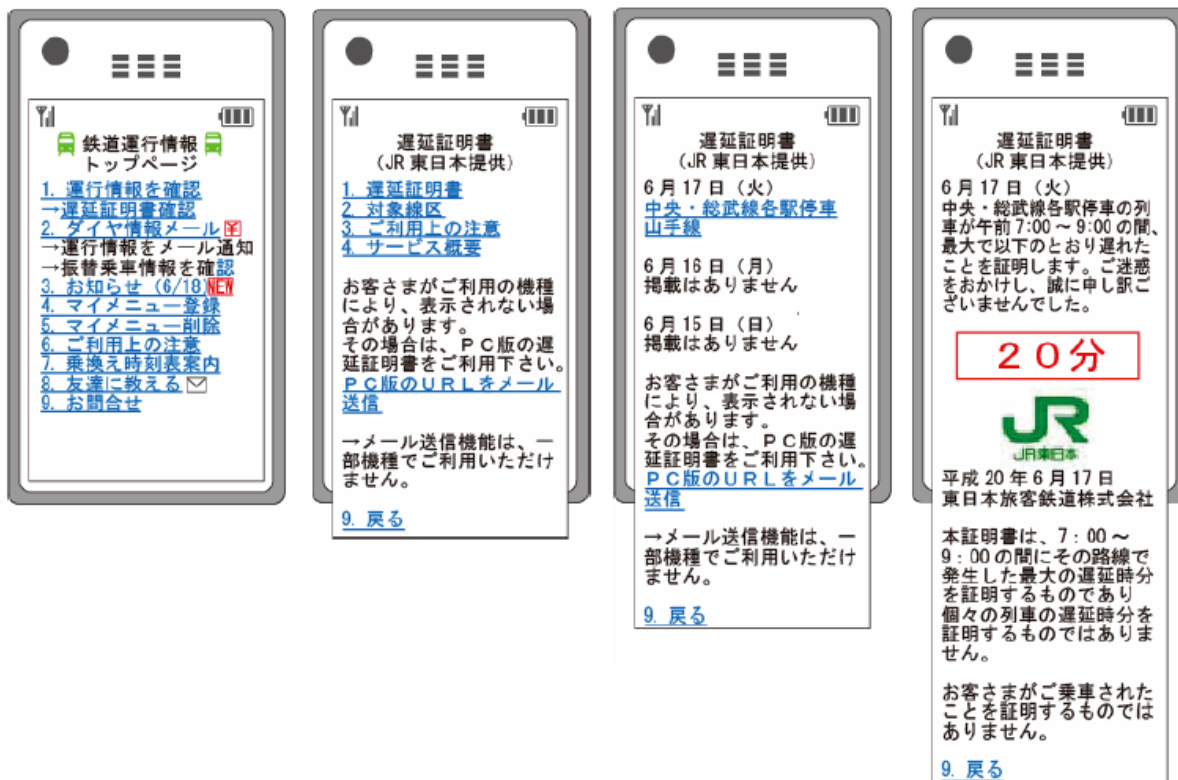 鉄道運行情報
トップページ
1. 運行情報を確認
→遅延証明書確認
2. ダイヤ情報メール ¥
→運行情報をメール通知
→振替乗車情報を確認
3. お知らせ (6/18)NEW
4. マイメニュー登録
5. マイメニュー削除
6. ご利用上の注意
7. 乗換え時刻表案内
8. 友達に教える
9. お問合せ
遅延証明書
（JR東日本提供）
1. 遅延証明書
2. 対象線区
3. ご利用上の注意
4. サービス概要
お客さまがご利用の機種
により、表示されない場
合があります。
その場合は、PC版の遅
延証明書をご利用下さい。
PC版のURLをメール
送信
→メール送信機能は、一
部機種でご利用いただけ
ません。
9. 戻る
遅延証明書
（JR東日本提供）
6月17日（火）
中央・総武線各駅停車
山手線
6月16日（月）
掲載はありません
6月15日（日）
掲載はありません
お客さまがご利用の機種
により、表示されない場
合があります。
その場合は、PC版の遅
延証明書をご利用下さい。
PC版のURLをメール
送信
→メール送信機能は、一
部機種でご利用いただけ
ません。
9. 戻る
遅延証明書
（JR東日本提供）
6月17日（火）
中央・総武線各駅停車の列
車が午前7:00～9:00の間、
最大で以下のとおり遅れた
ことを証明します。ご迷惑
をおかけし、誠に申し訳ご
ざいませんでした。
20分
JR
JR東日本
平成20年6月17日
東日本旅客鉄道株式会社
本証明書は、7：00～
9：00の間にその路線で
発生した最大の遅延時分
を証明するものであり
個々の列車の遅延時分を
証明するものではありま
せん。
お客さまがご乗車された
ことを証明するものでは
ありません。
9. 戻る